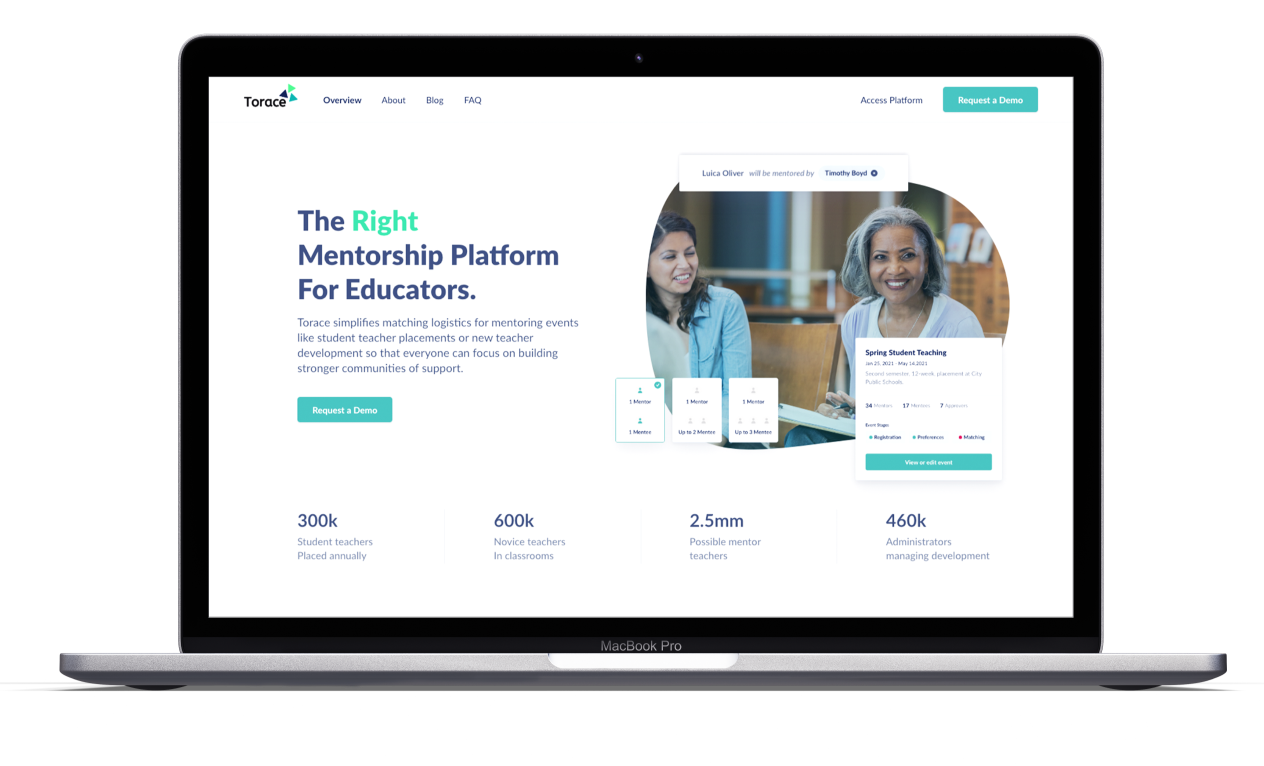 Torace
Overview
About
Blog
FAQ
Access Platform
Request a Demo
Luica Oliver will be mentored by Timothy Boyd
The Right
Mentorship Platform
For Educators.
Torace simplifies matching logistics for mentoring events
like student teacher placements or new teacher
development so that everyone can focus on building
stronger communities of support.
Request a Demo
1 Mentor
1 Mentee
1 Mentor
Up to 2 Mentee
1 Mentor
Up to 3 Mentee
Spring Student Teaching
Jan 25, 2021 - May 14,2021
Second semester, 12-week, placement at City
Public Schools.
34 Mentors 17 Mentees 7 Approvers
Event Stages
Registration
Preferences
Matching
View or edit event
300k
Student teachers
Placed annually
600k
Novice teachers
In classrooms
2.5mm
Possible mentor
teachers
460k
Administrators
managing development
MacBook Pro